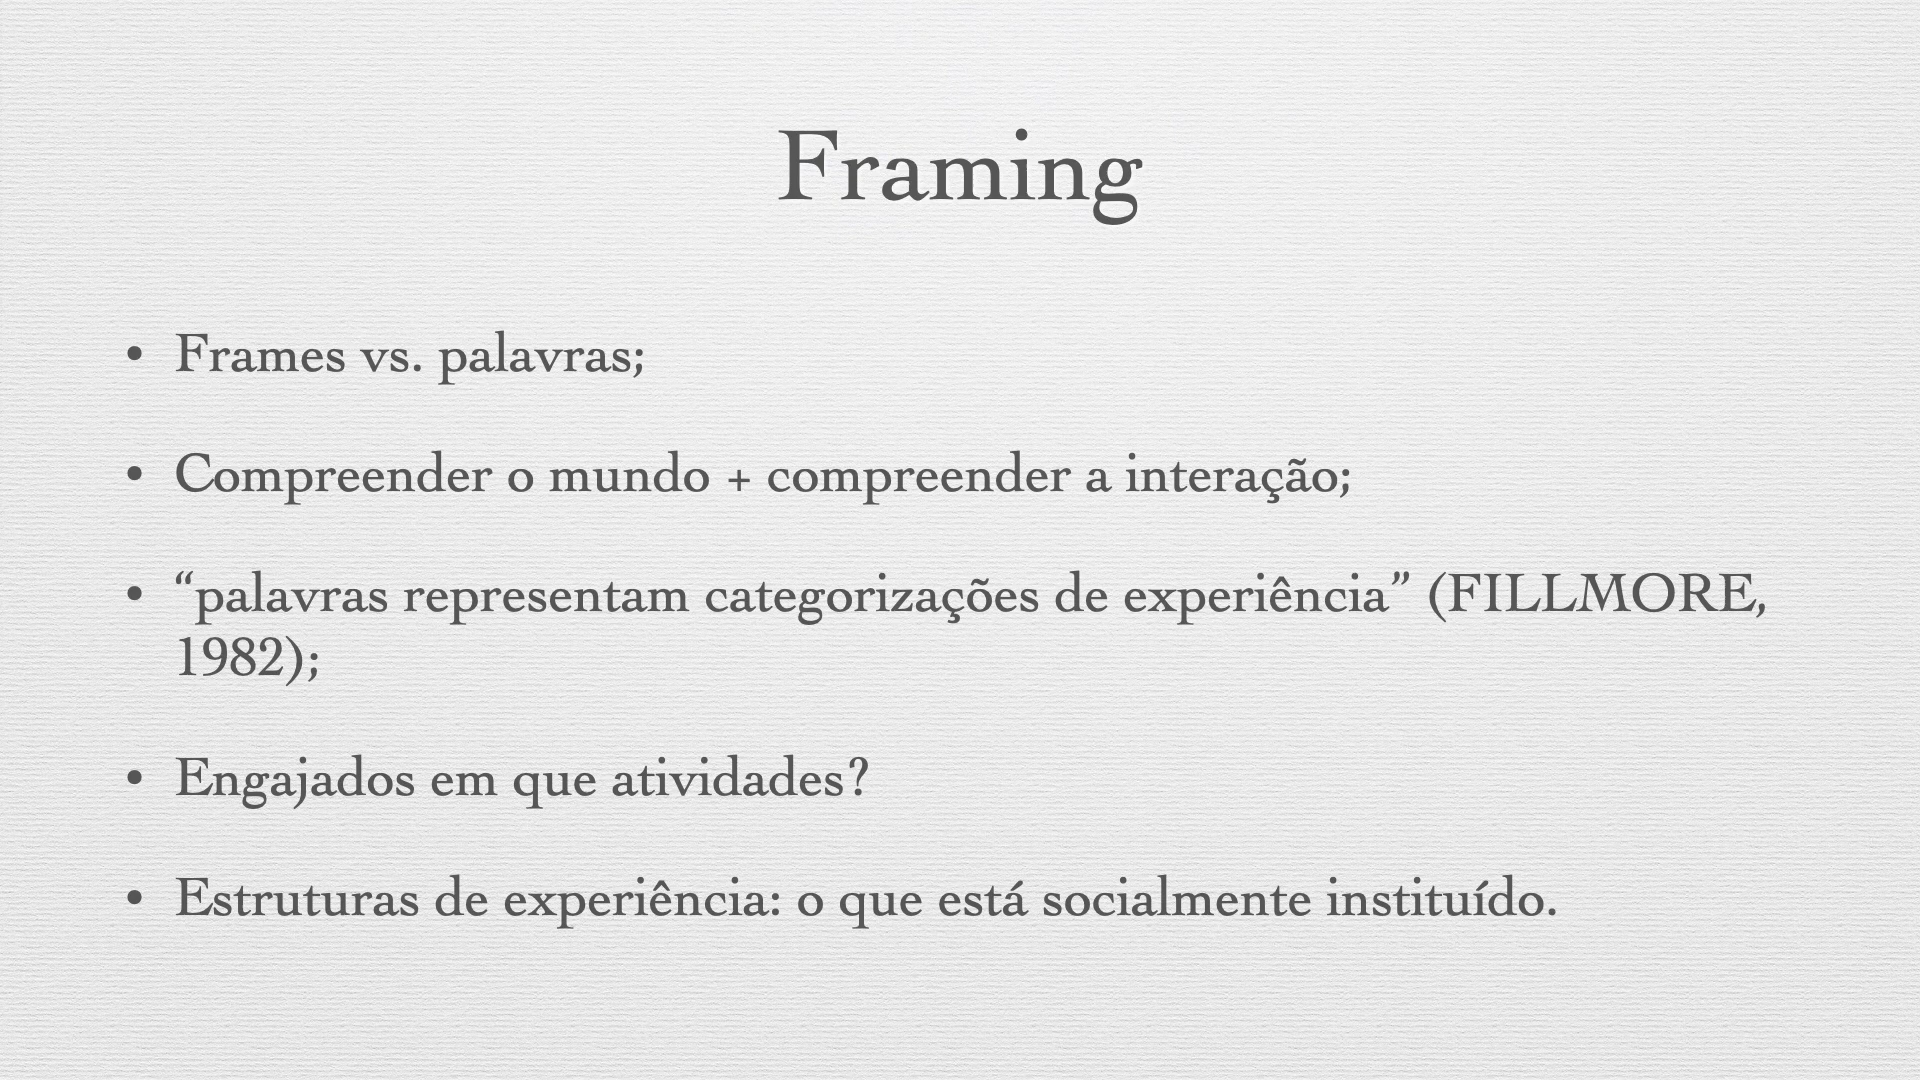 Framing
• Frames vs. palavras;
• Compreender o mundo + compreender a interação;
• “palavras representam categorizações de experiência” (FILLMORE,
1982);
• Engajados em que atividades?
• Estruturas de experiência: o que está socialmente instituído.